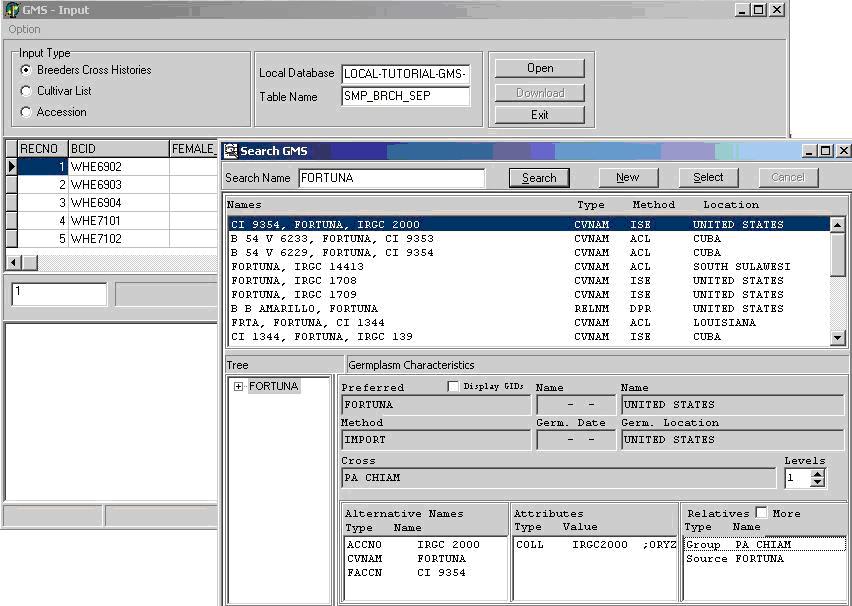 GMS - Input
Option
Input Type
Breeders Cross Histories
Cultivar List
Accession
Local Database LOCAL-TUTORIAL-GMS-
Table Name SMP_BRCH_SEP
Open
Download
Exit
RECNO BCID FEMALE_
1 WHE6902
2 WHE6903
3 WHE6904
4 WHE7101
5 WHE7102
1
Search GMS
Search Name FORTUNA Search New Select Cancel
Names Type Method Location
CI 9354, FORTUNA, IRGC 2000 CVNAM ISE UNITED STATES
B 54 V 6233, FORTUNA, CI 9353 CVNAM ACL CUBA
B 54 V 6229, FORTUNA, CI 9354 CVNAM ACL CUBA
FORTUNA, IRGC 14413 CVNAM ACL SOUTH SULAWESI
FORTUNA, IRGC 1708 CVNAM ISE UNITED STATES
FORTUNA, IRGC 1709 CVNAM ISE UNITED STATES
B B AMARILLO, FORTUNA RELNM DPR UNITED STATES
FRTA, FORTUNA, CI 1344 CVNAM ACL LOUISIANA
CI 1344, FORTUNA, IRGC 139 CVNAM ISE CUBA
Tree
FORTUNA
Germplasm Characteristics
Preferred Display GIDs Name Name
FORTUNA - - UNITED STATES
Method Germ. Date Germ. Location
IMPORT - - UNITED STATES
Cross Levels
PA CHIAM 1
Alternative Names
Type Name
ACCNO IRGC 2000
CVNAM FORTUNA
FACCN CI 9354
Attributes
Type Value
COLL IRGC2000 ;ORYZ
Relatives More
Type Name
Group PA CHIAM
Source FORTUNA